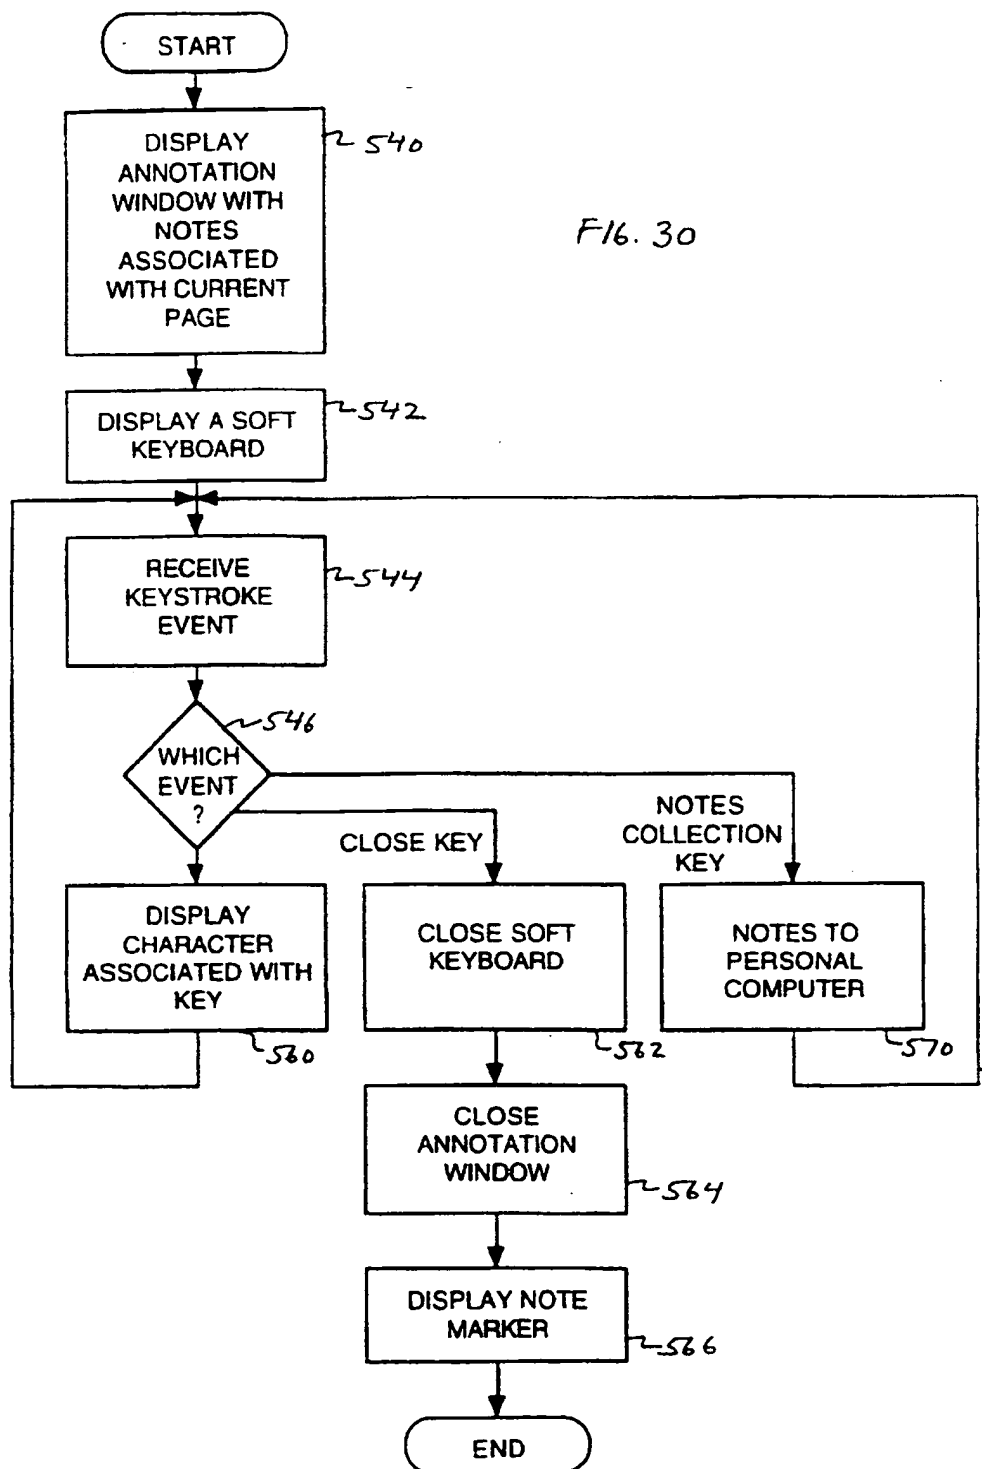 START
DISPLAY
ANNOTATION
WINDOW WITH
NOTES
ASSOCIATED
WITH CURRENT
PAGE
540
FIG. 30
DISPLAY A SOFT
KEYBOARD
542
RECEIVE
KEYSTROKE
EVENT
544
546
WHICH
EVENT
?
CLOSE KEY
NOTES
COLLECTION
KEY
DISPLAY
CHARACTER
ASSOCIATED WITH
KEY
560
CLOSE SOFT
KEYBOARD
562
NOTES TO
PERSONAL
COMPUTER
570
CLOSE
ANNOTATION
WINDOW
564
DISPLAY NOTE
MARKER
566
END